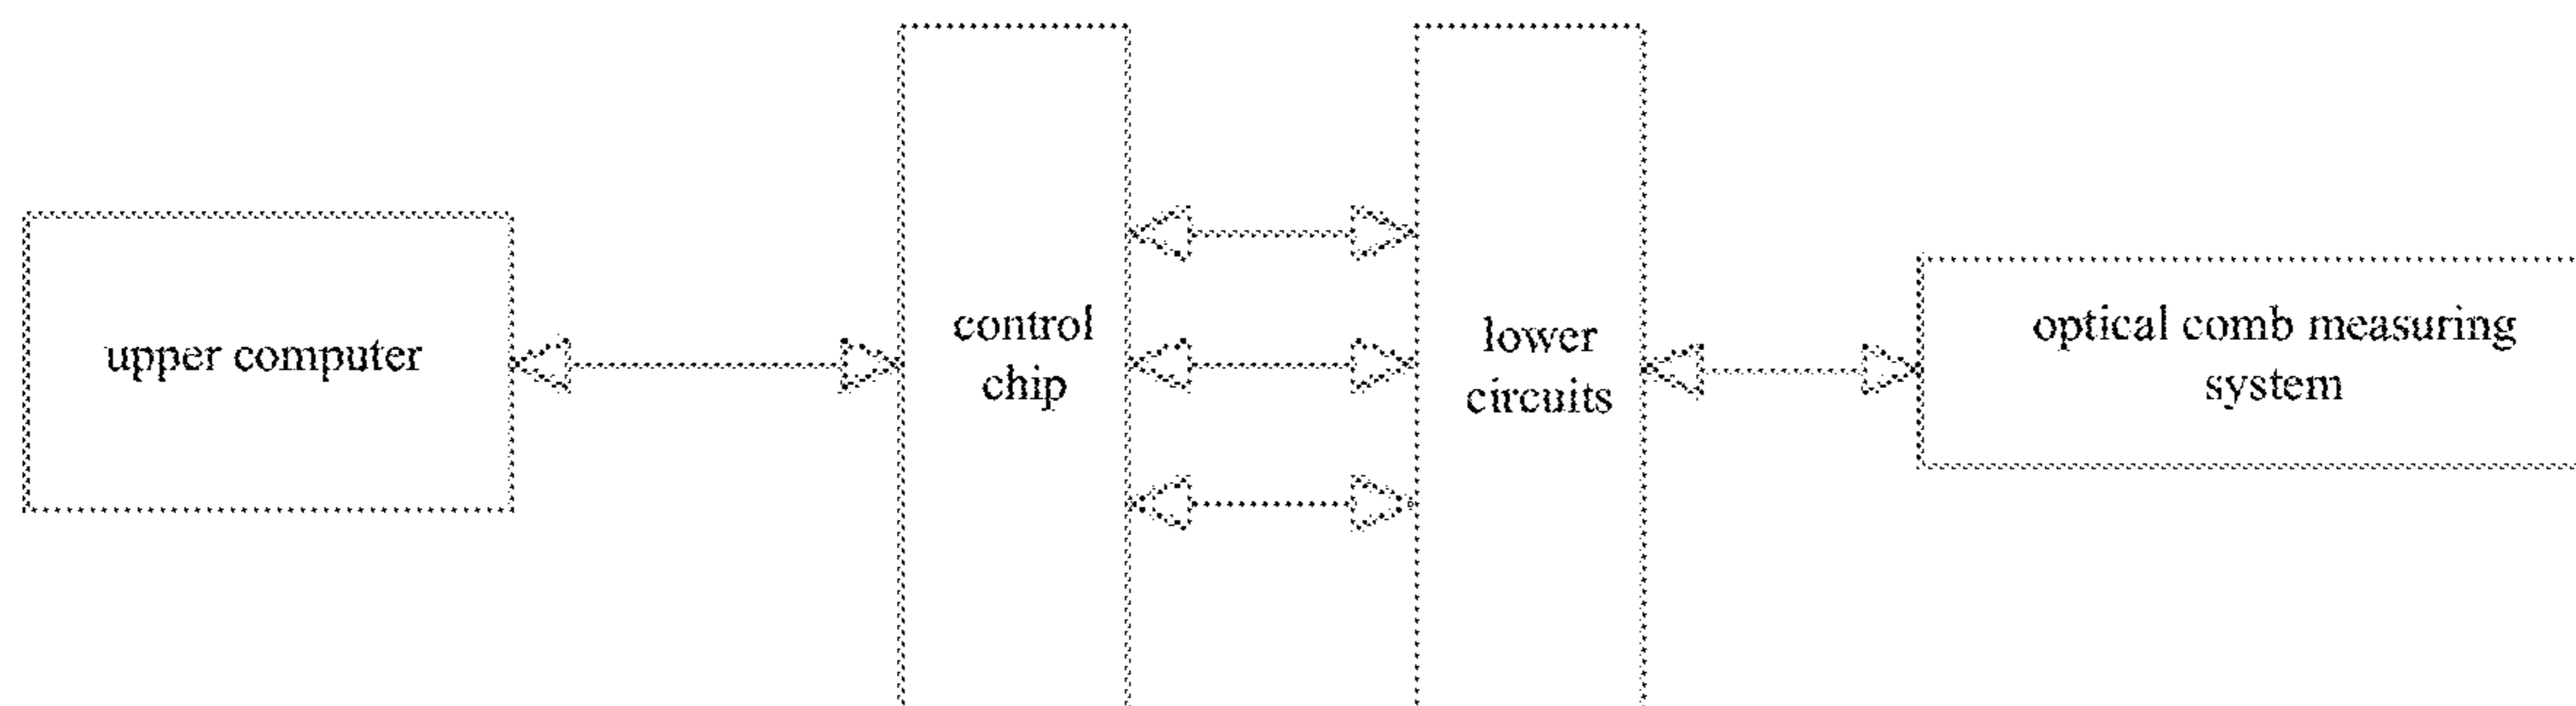 upper computer
control
chip
lower
circuits
optical comb measuring
system